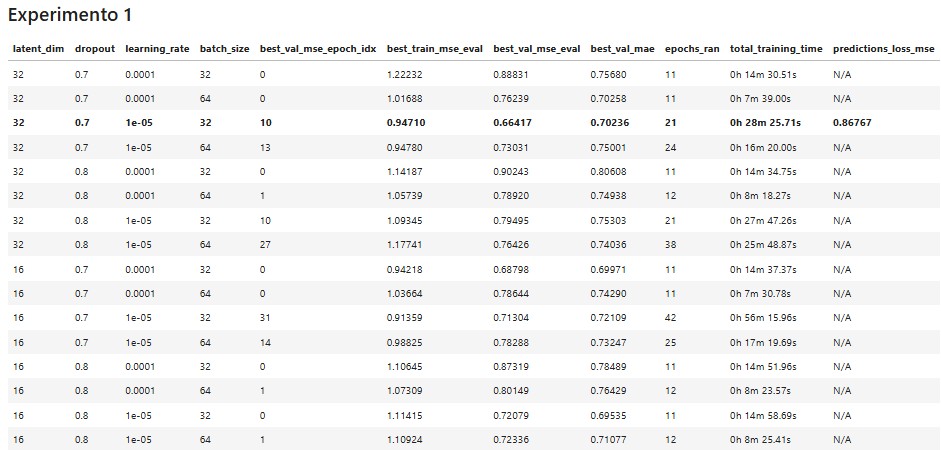 Experimento 1
latent_dim dropout learning_rate batch_size best_val_mse_epoch_idx best_train_mse_eval best_val_mse_eval best_val_mae epochs_ran total_training_time predictions_loss_mse
32 0.7 0.0001 32 0 1.22232 0.88831 0.75680 11 0h 14m 30.51s N/A
32 0.7 0.0001 64 0 1.01688 0.76239 0.70258 11 0h 7m 39.00s N/A
32 0.7 1e-05 32 10 0.94710 0.66417 0.70236 21 0h 28m 25.71s 0.86767
32 0.7 1e-05 64 13 0.94780 0.73031 0.75001 24 0h 16m 20.00s N/A
32 0.8 0.0001 32 0 1.14187 0.90243 0.80608 11 0h 14m 34.75s N/A
32 0.8 0.0001 64 1 1.05739 0.78920 0.74938 12 0h 8m 18.27s N/A
32 0.8 1e-05 32 10 1.09345 0.79495 0.75303 21 0h 27m 47.26s N/A
32 0.8 1e-05 64 27 1.17741 0.76426 0.74036 38 0h 25m 48.87s N/A
16 0.7 0.0001 32 0 0.94218 0.68798 0.69971 11 0h 14m 37.37s N/A
16 0.7 0.0001 64 0 1.03664 0.78644 0.74290 11 0h 7m 30.78s N/A
16 0.7 1e-05 32 31 0.91359 0.71304 0.72109 42 0h 56m 15.96s N/A
16 0.7 1e-05 64 14 0.98825 0.78288 0.73247 25 0h 17m 19.69s N/A
16 0.8 0.0001 32 0 1.10645 0.87319 0.78489 11 0h 14m 51.96s N/A
16 0.8 0.0001 64 1 1.07309 0.80149 0.76429 12 0h 8m 23.57s N/A
16 0.8 1e-05 32 0 1.11415 0.72079 0.69535 11 0h 14m 58.69s N/A
16 0.8 1e-05 64 1 1.10924 0.72336 0.71077 12 0h 8m 25.41s N/A